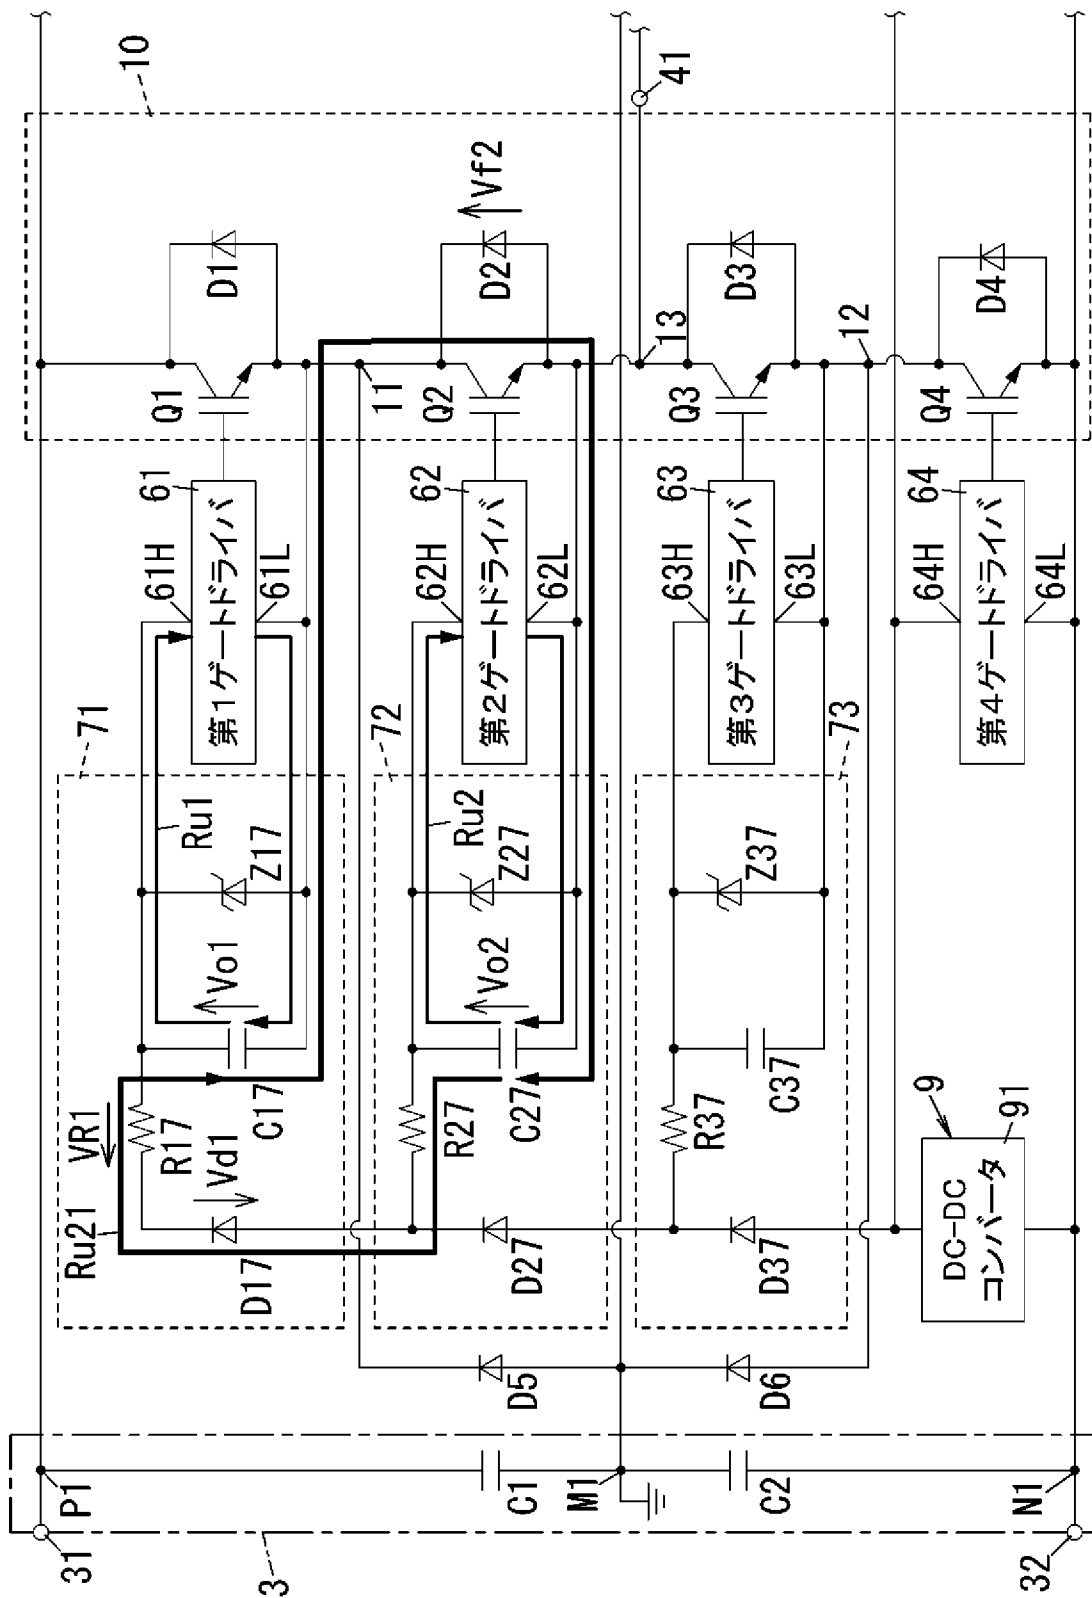 31
P1
3
C1
M1
C2
N1
32
D5
D6
71
Ru21
VR1
R17
Vd1
D17
C17
Vo1
Z17
Ru1
61H
第1ゲートドライバ
61
61L
Q1
D1
10
11
72
R27
D27
C27
Vo2
Z27
Ru2
62H
第2ゲートドライバ
62
62L
Q2
D2
Vf2
41
13
73
R37
D37
C37
Z37
63H
第3ゲートドライバ
63
63L
Q3
D3
12
9
91
DC-DC
コンバータ
64H
第4ゲートドライバ
64
64L
Q4
D4